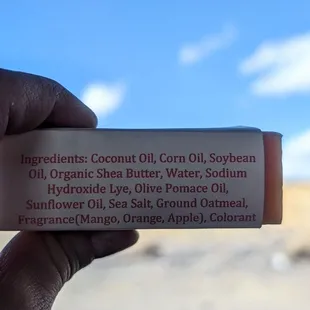 Ingredients: Coconut Oil, Corn Oil, Soybean
Oil, Organic Shea Butter, Water, Sodium
Hydroxide Lye, Olive Pomace Oil,
Sunflower Oil, Sea Salt, Ground Oatmeal,
Fragrance(Mango, Orange, Apple), Colorant